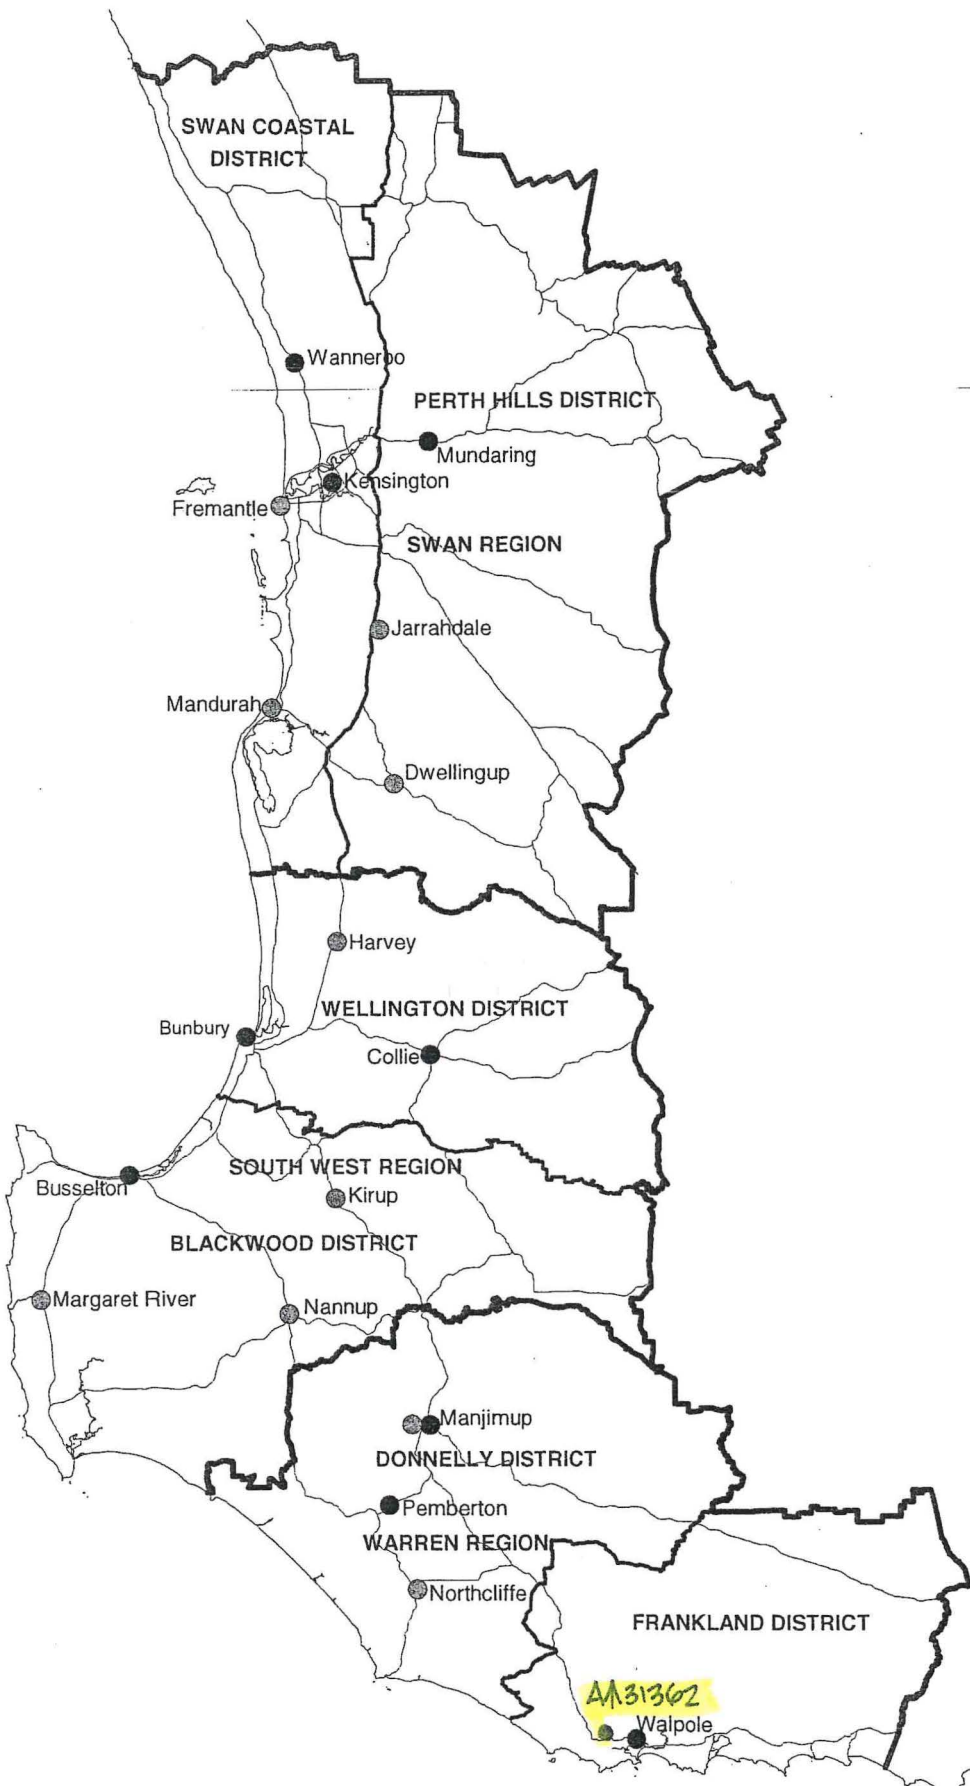 SWAN COASTAL
DISTRICT
Wanneroo
PERTH HILLS DISTRICT
Mundaring
Kensington
Fremantle
SWAN REGION
Jarrahdale
Mandurah
Dwellingup
Harvey
WELLINGTON DISTRICT
Bunbury
Collie
SOUTH WEST REGION
Busselton
Kirup
BLACKWOOD DISTRICT
Margaret River
Nannup
Manjimup
DONNELLY DISTRICT
Pemberton
WARREN REGION
Northcliffe
FRANKLAND DISTRICT
Walpole